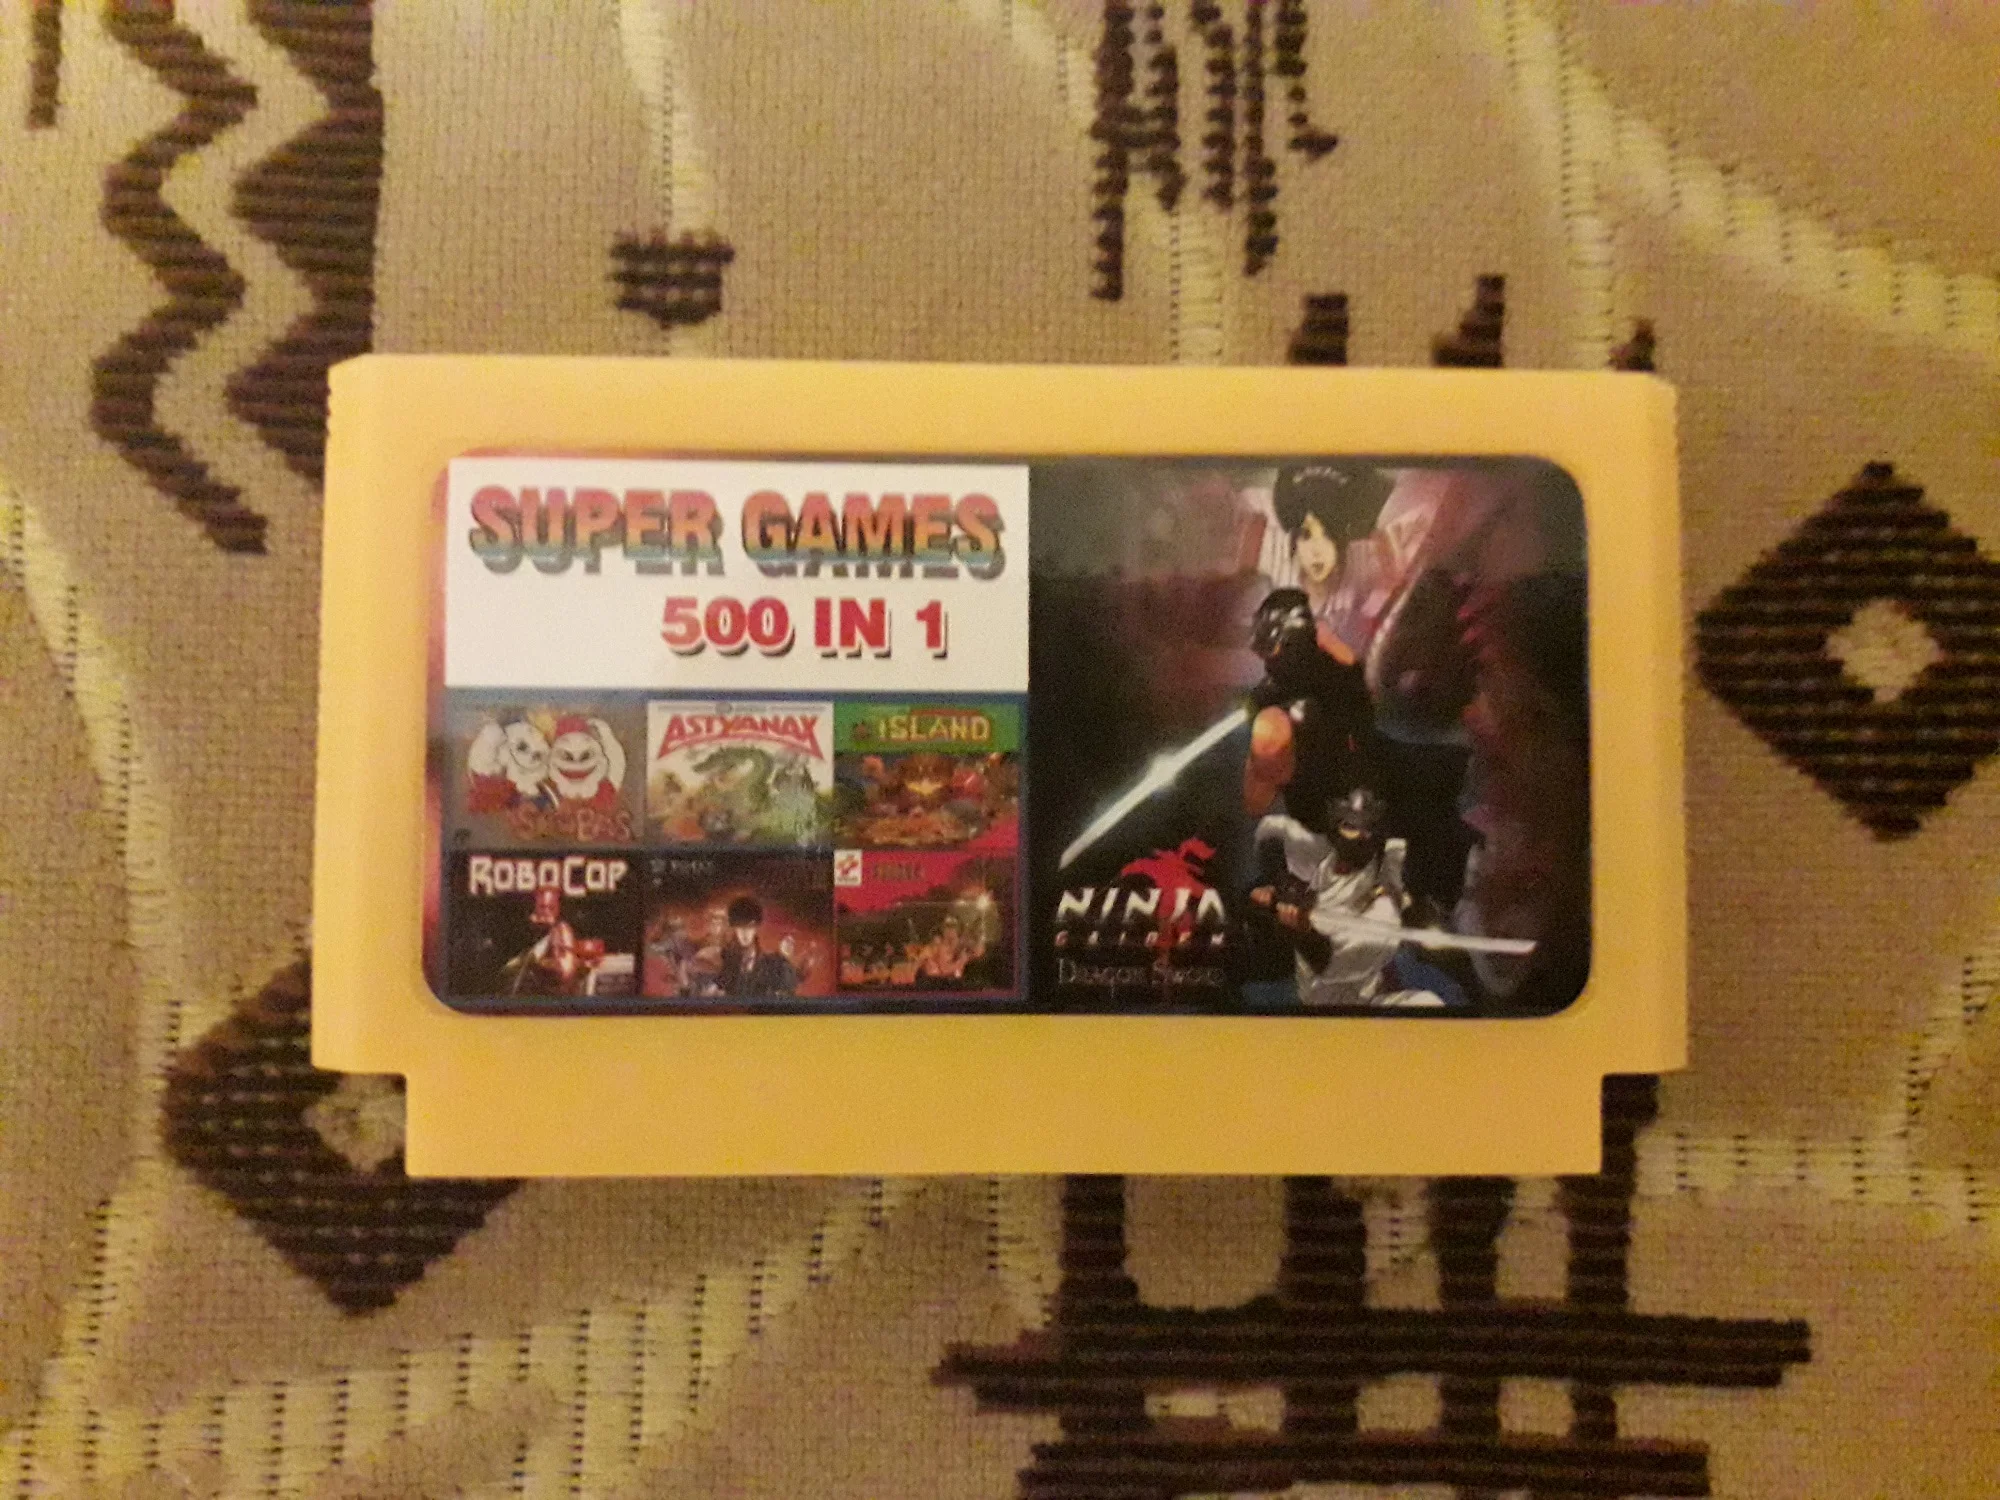 SUPER GAMES
500 IN 1
ASTYANAX
ISLAND
ROBOCOP
NINJA
GAIDEN
DRAGON SWORD